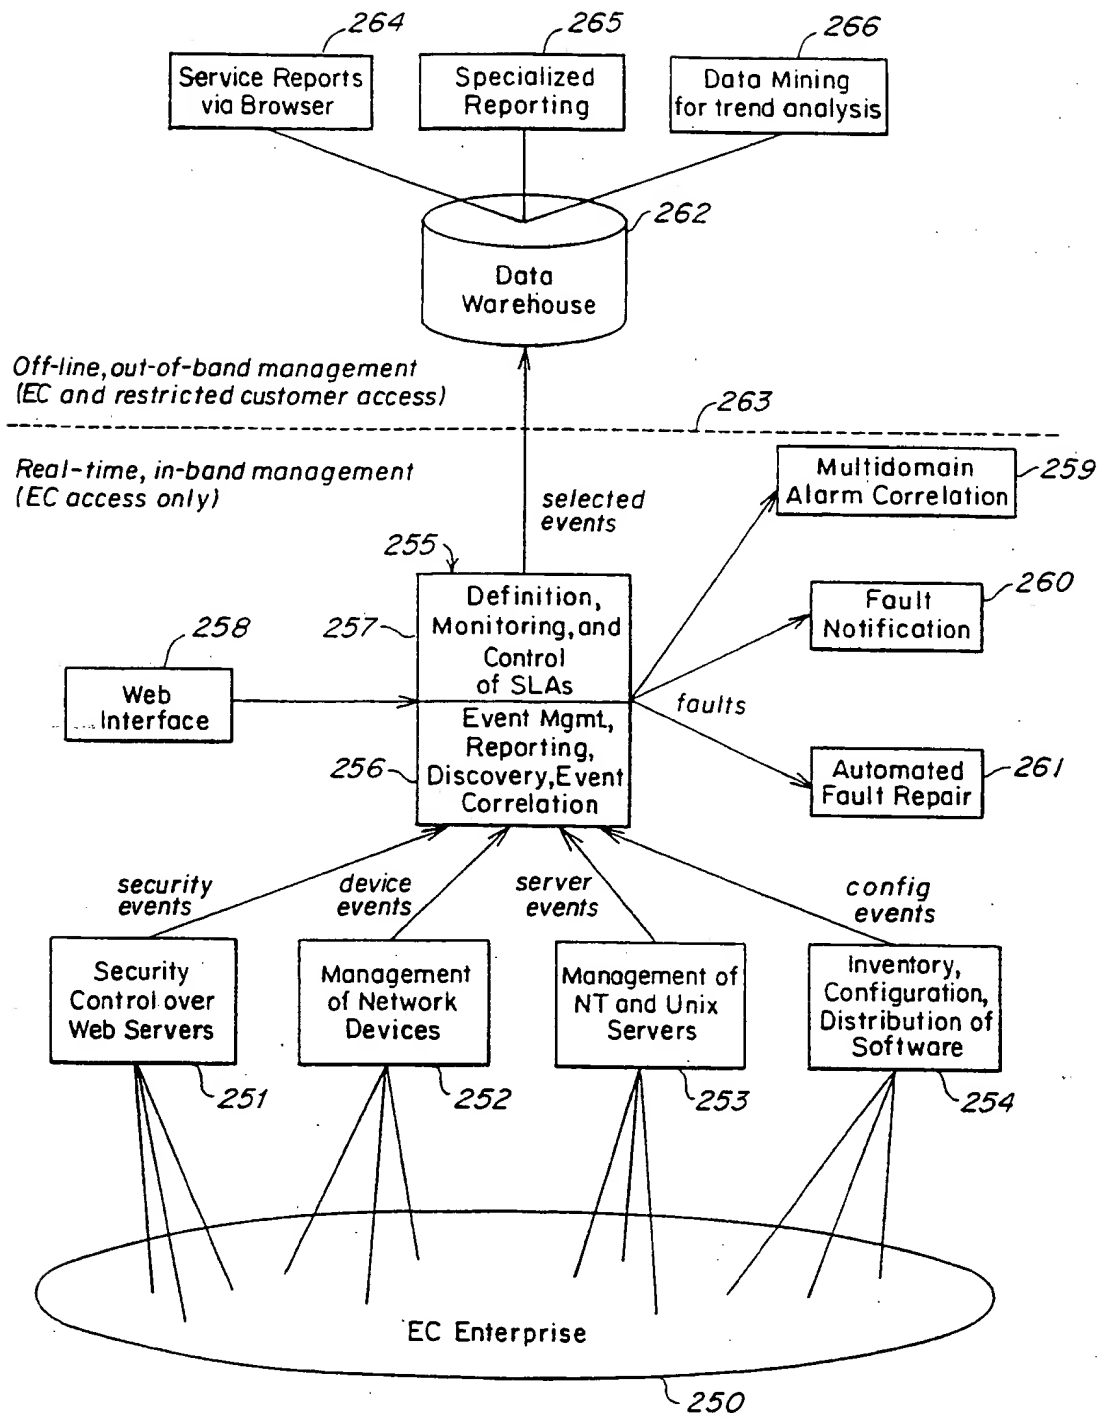 264
265
266
Service Reports
via Browser
Specialized
Reporting
Data Mining
for trend analysis
262
Data
Warehouse
Off-line, out-of-band management
(EC and restricted customer access)
263
Real-time, in-band management
(EC access only)
selected
events
Multidomain
Alarm Correlation
259
255
257
Definition,
Monitoring, and
Control
of SLAs
258
Web
Interface
Fault
Notification
260
faults
256
Event Mgmt,
Reporting,
Discovery, Event
Correlation
Automated
Fault Repair
261
security
events
device
events
server
events
config
events
Security
Control over
Web Servers
251
Management
of Network
Devices
252
Management of
NT and Unix
Servers
253
Inventory,
Configuration,
Distribution of
Software
254
EC Enterprise
250